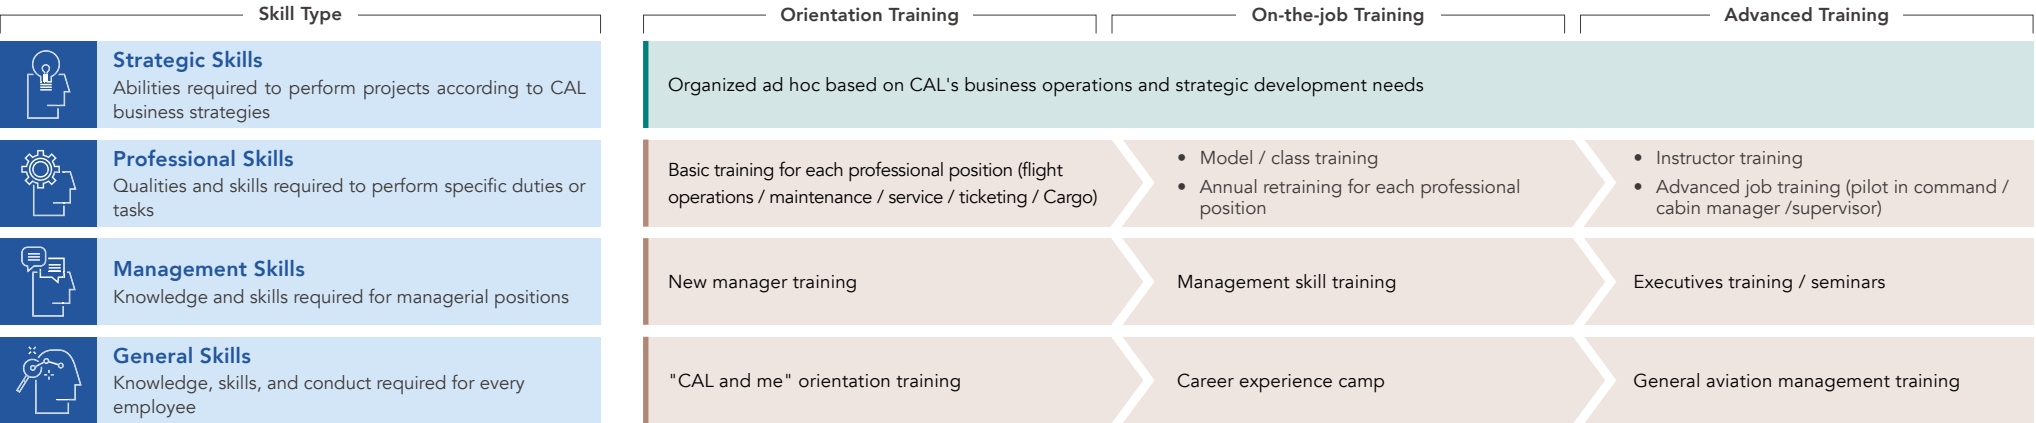 Skill Type
Orientation Training
On-the-job Training
Advanced Training
Strategic Skills
Abilities required to perform projects according to CAL
business strategies
Organized ad hoc based on CAL's business operations and strategic development needs
Professional Skills
Qualities and skills required to perform specific duties or
tasks
Basic training for each professional position (flight
operations / maintenance / service / ticketing / Cargo)
• Model / class training
• Annual retraining for each professional
position
• Instructor training
• Advanced job training (pilot in command /
cabin manager /supervisor)
Management Skills
Knowledge and skills required for managerial positions
New manager training
Management skill training
Executives training / seminars
General Skills
Knowledge, skills, and conduct required for every
employee
"CAL and me" orientation training
Career experience camp
General aviation management training